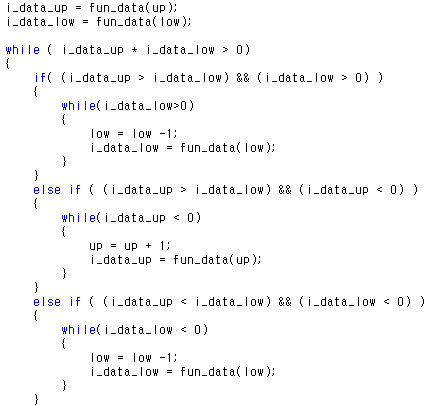 i_data_up = fun_data(up);
i_data_low = fun_data(low);
while ( i_data_up * i_data_low > 0)
{
if( (i_data_up > i_data_low) && (i_data_low > 0) )
{
while(i_data_low>0)
{
low = low -1;
i_data_low = fun_data(low);
}
}
else if ( (i_data_up > i_data_low) && (i_data_up < 0) )
{
while(i_data_up < 0)
{
up = up + 1;
i_data_up = fun_data(up);
}
}
else if ( (i_data_up < i_data_low) && (i_data_low < 0) )
{
while(i_data_low < 0)
{
low = low -1;
i_data_low = fun_data(low);
}
}